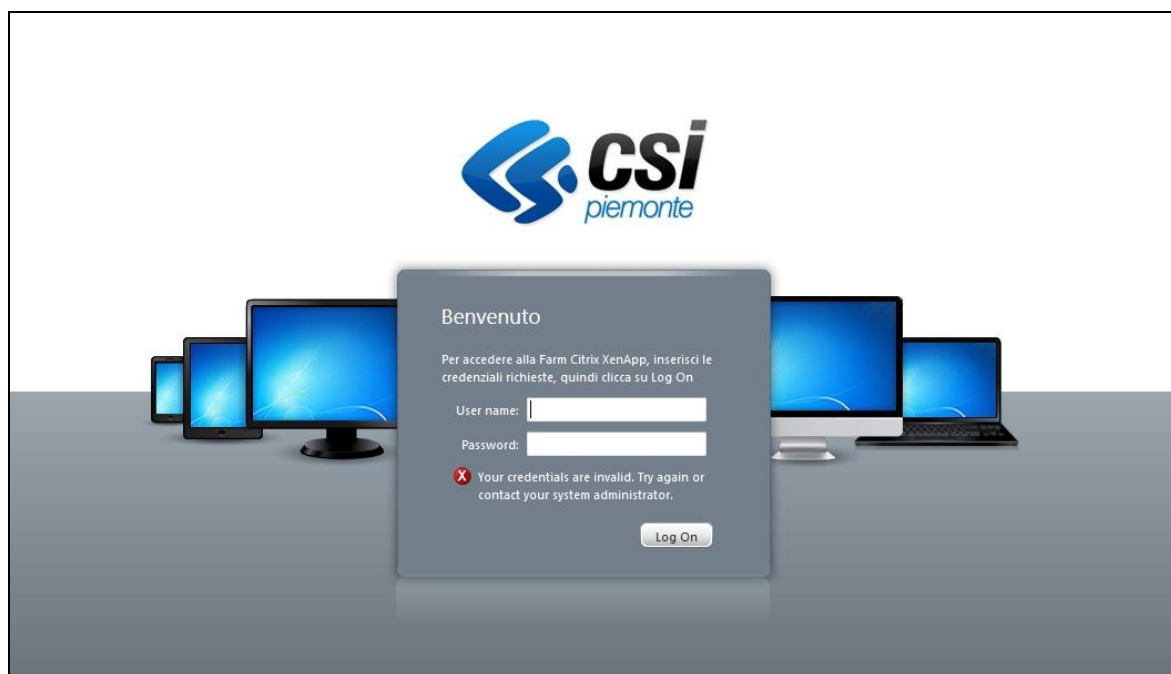 csi
piemonte
Benvenuto
Per accedere alla Farm Citrix XenApp, inserisci le
credenziali richieste, quindi clicca su Log On
User name:
Password:
Your credentials are invalid. Try again or
contact your system administrator.
Log On